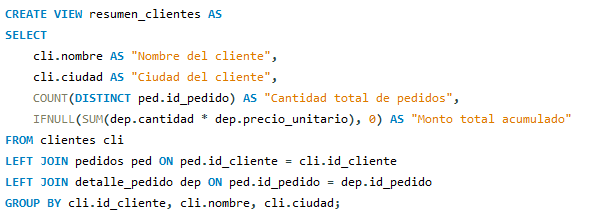 CREATE VIEW resumen_clientes AS
SELECT
    cli.nombre AS "Nombre del cliente",
    cli.ciudad AS "Ciudad del cliente",
    COUNT(DISTINCT ped.id_pedido) AS "Cantidad total de pedidos",
    IFNULL(SUM(dep.cantidad * dep.precio_unitario), 0) AS "Monto total acumulado"
FROM clientes cli
LEFT JOIN pedidos ped ON ped.id_cliente = cli.id_cliente
LEFT JOIN detalle_pedido dep ON ped.id_pedido = dep.id_pedido
GROUP BY cli.id_cliente, cli.nombre, cli.ciudad;